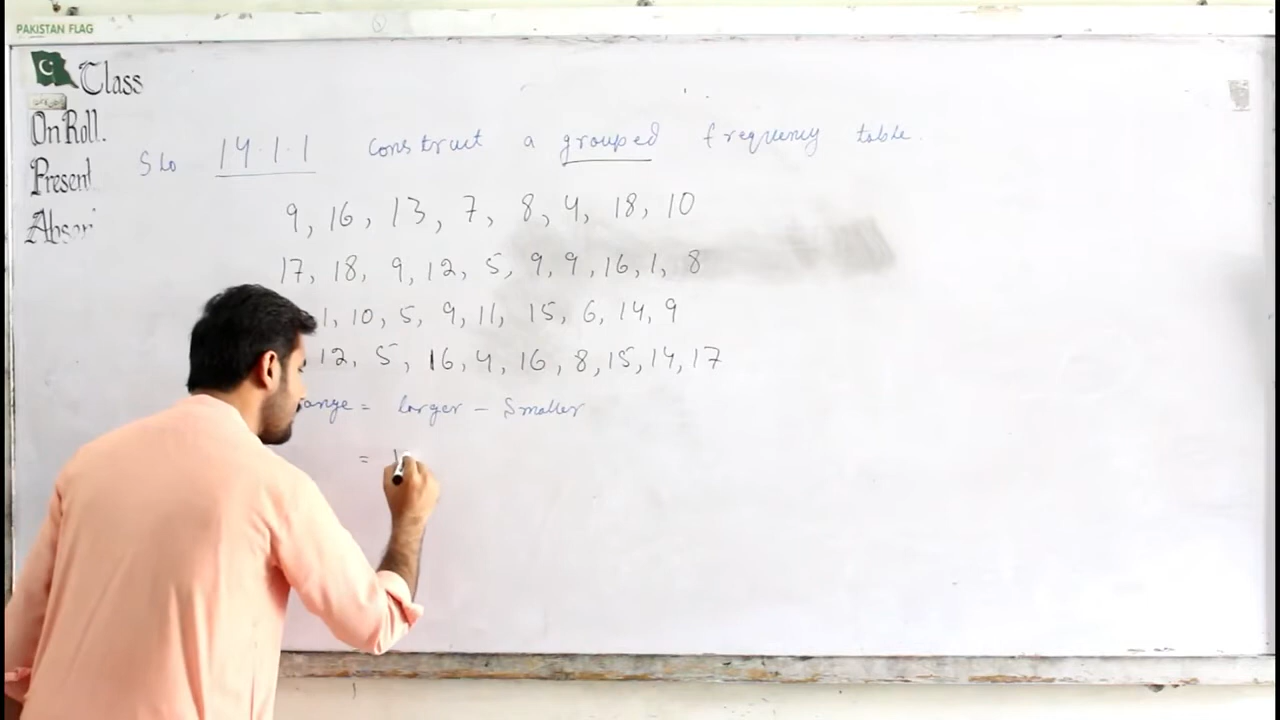 PAKISTAN FLAG
Class
On Roll.
Present
Absen
Slo 14.1.1 construct a grouped frequency table.
9, 16, 13, 7, 8, 4, 18, 10
17, 18, 9, 12, 5, 9, 9, 16, 1, 8
1, 10, 5, 9, 11, 15, 6, 14, 9
12, 5, 16, 4, 16, 8, 15, 14, 17
ange = larger - Smaller
= 1